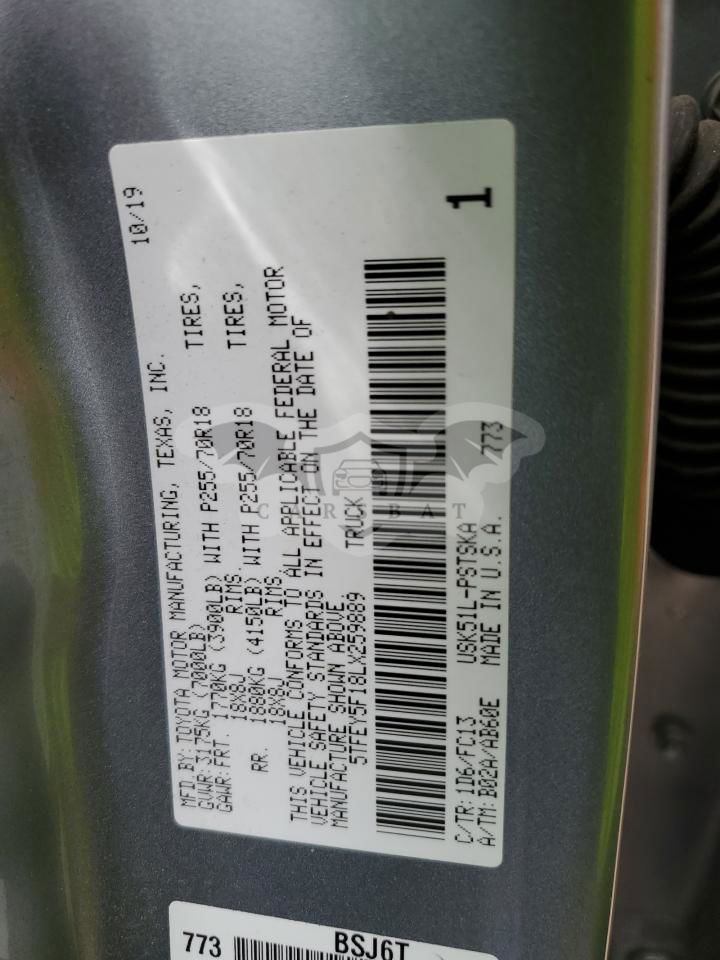 MFD. BY: TOYOTA MOTOR MANUFACTURING, TEXAS, INC. 10/19
GVWR: 3175KG (7000LB)
GAWR: FRT. 1770KG (3900LB) WITH P255/70R18 TIRES,
18X8J RIMS,
RR. 1880KG (4150LB) WITH P255/70R18 TIRES,
18X8J RIMS,
THIS VEHICLE CONFORMS TO ALL APPLICABLE FEDERAL MOTOR
VEHICLE SAFETY STANDARDS IN EFFECT ON THE DATE OF
MANUFACTURE SHOWN ABOVE.
5TFEY5F18LX259889 TRUCK
C/TR: 1D6/FC13 USK51L-PSTSKA 773
A/TM: B02A/AB60E MADE IN U.S.A. 1
CARSBAT
773 BSJ6T